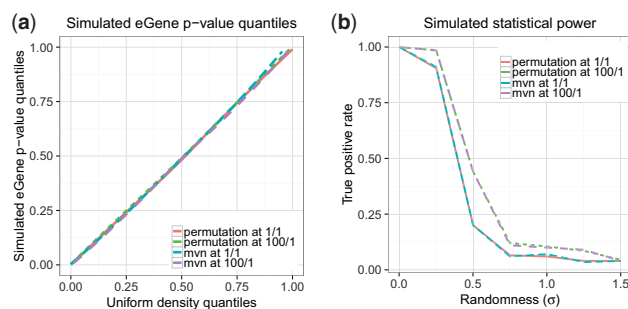 (a)
Simulated eGene p−value quantiles
Simulated eGene p−value quantiles
1.00
0.75
0.50
0.25
0.00
permutation at 1/1
permutation at 100/1
mvn at 1/1
mvn at 100/1
0.00 0.25 0.50 0.75 1.00
Uniform density quantiles
(b)
Simulated statistical power
True positive rate
1.00
0.75
0.50
0.25
0.00
permutation at 1/1
permutation at 100/1
mvn at 1/1
mvn at 100/1
0.0 0.5 1.0 1.5
Randomness (σ)